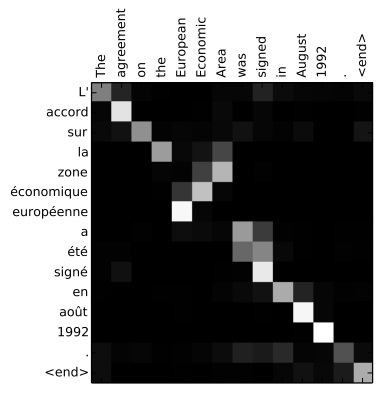 The
agreement
on
the
European
Economic
Area
was
signed
in
August
1992
.
<end>
L'
accord
sur
la
zone
économique
européenne
a
été
signé
en
août
1992
.
<end>